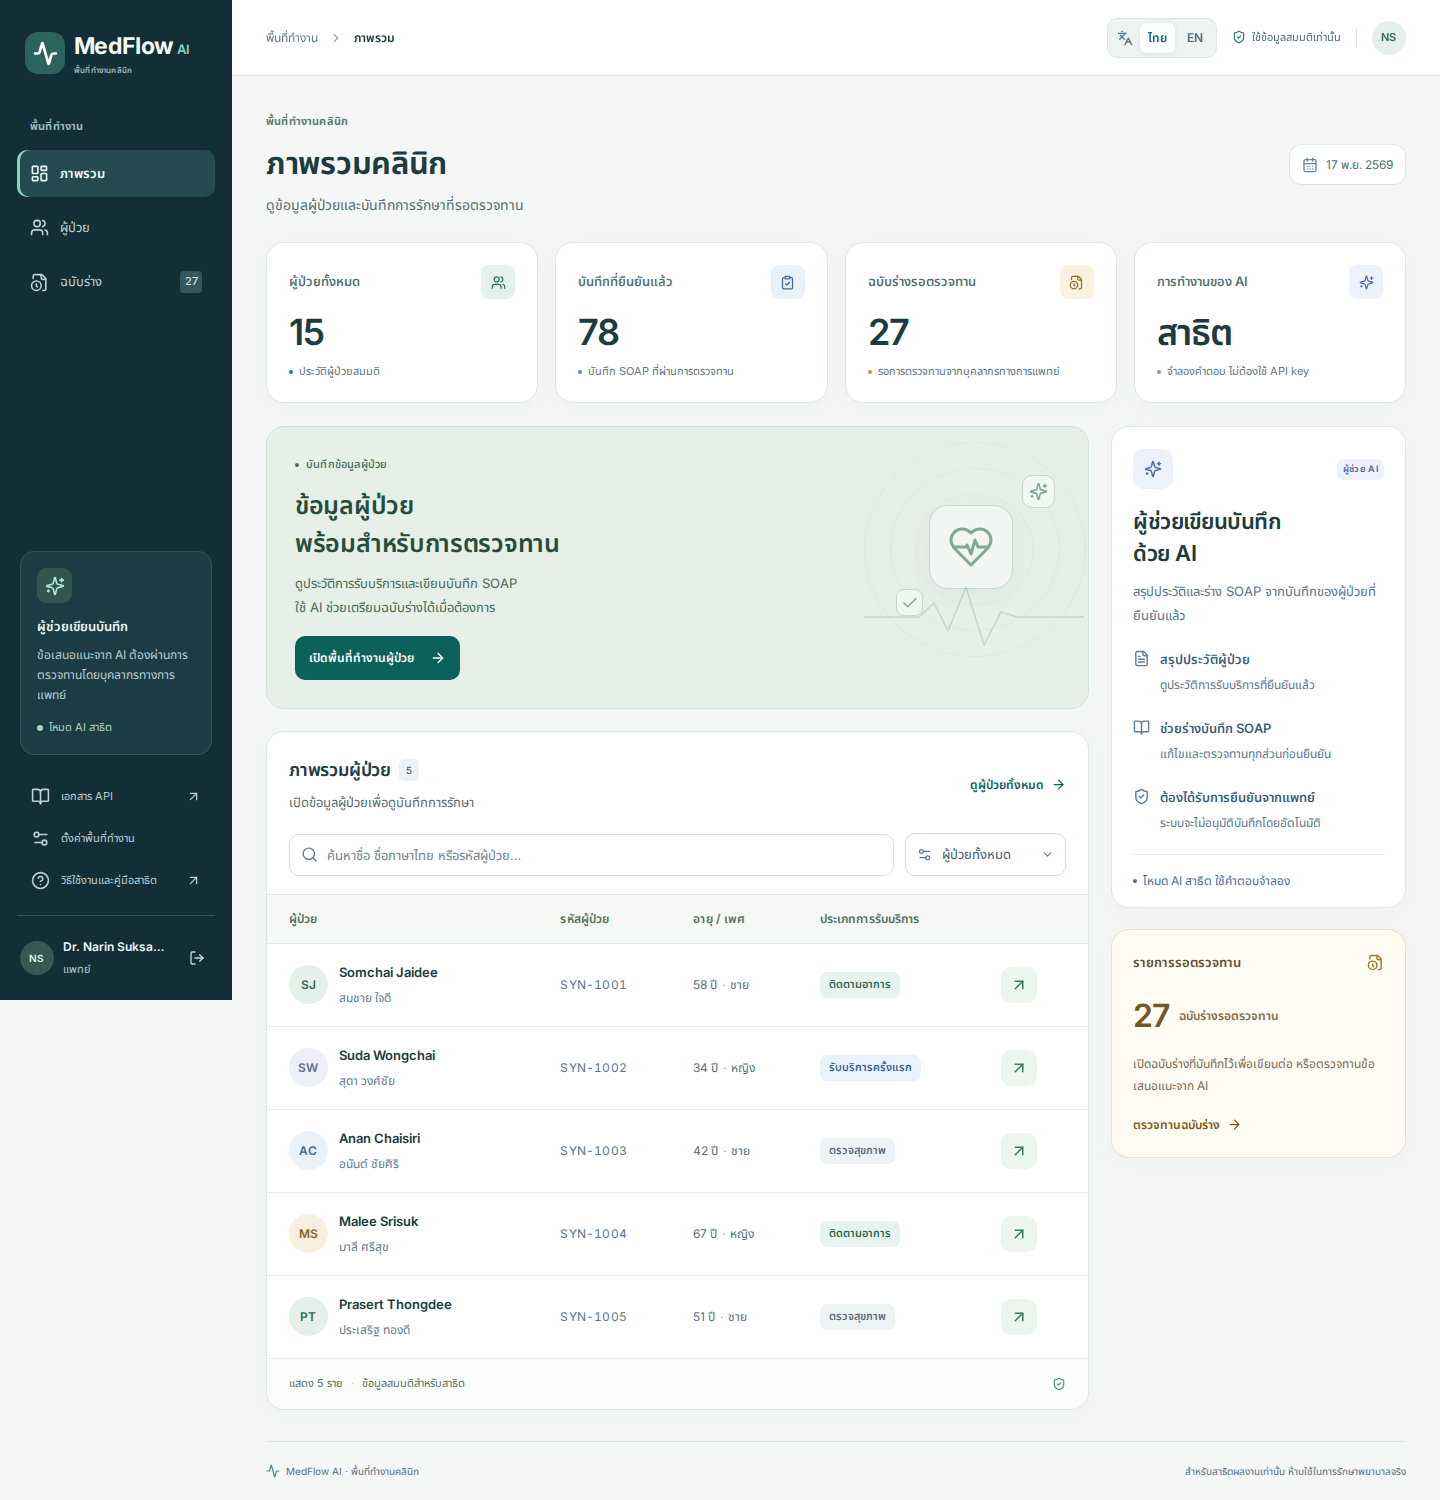 MedFlow AI
พื้นที่ทำงานคลินิก
พื้นที่ทำงาน
ภาพรวม
ผู้ป่วย
ฉบับร่าง 27
ผู้ช่วยเขียนบันทึก
ข้อเสนอแนะจาก AI ต้องผ่านการ
ตรวจทานโดยบุคลากรทางการ
แพทย์
โหมด AI สาธิต
เอกสาร API
ตั้งค่าพื้นที่ทำงาน
วิธีใช้งานและคู่มือสาธิต
NS
Dr. Narin Suksa...
แพทย์
พื้นที่ทำงาน > ภาพรวม
ไทย EN
ใช้ข้อมูลสมมติเท่านั้น
NS
พื้นที่ทำงานคลินิก
ภาพรวมคลินิก
ดูข้อมูลผู้ป่วยและบันทึกการรักษาที่รอตรวจทาน
17 พ.ย. 2569
ผู้ป่วยทั้งหมด
15
ประวัติผู้ป่วยสมมติ
บันทึกที่ยืนยันแล้ว
78
บันทึก SOAP ที่ผ่านการตรวจทาน
ฉบับร่างรอตรวจทาน
27
รอการตรวจทานจากบุคลากรทางการแพทย์
การทำงานของ AI
สาธิต
จำลองคำตอบ ไม่ต้องใช้ API key
บันทึกข้อมูลผู้ป่วย
ข้อมูลผู้ป่วย
พร้อมสำหรับการตรวจทาน
ดูประวัติการรับบริการและเขียนบันทึก SOAP
ใช้ AI ช่วยเตรียมฉบับร่างได้เมื่อต้องการ
เปิดพื้นที่ทำงานผู้ป่วย
ผู้ช่วย AI
ผู้ช่วยเขียนบันทึก
ด้วย AI
สรุปประวัติและร่าง SOAP จากบันทึกของผู้ป่วยที่
ยืนยันแล้ว
สรุปประวัติผู้ป่วย
ดูประวัติการรับบริการที่ยืนยันแล้ว
ช่วยร่างบันทึก SOAP
แก้ไขและตรวจทานทุกส่วนก่อนยืนยัน
ต้องได้รับการยืนยันจากแพทย์
ระบบจะไม่อนุมัติบันทึกโดยอัตโนมัติ
โหมด AI สาธิต ใช้คำตอบจำลอง
ภาพรวมผู้ป่วย 5
เปิดข้อมูลผู้ป่วยเพื่อดูบันทึกการรักษา
ดูผู้ป่วยทั้งหมด
ค้นหาชื่อ ชื่อภาษาไทย หรือรหัสผู้ป่วย...
ผู้ป่วยทั้งหมด
ผู้ป่วย รหัสผู้ป่วย อายุ / เพศ ประเภทการรับบริการ
SJ Somchai Jaidee
สมชาย ใจดี
SYN-1001 58 ปี · ชาย ติดตามอาการ
SW Suda Wongchai
สุดา วงศ์ชัย
SYN-1002 34 ปี · หญิง รับบริการครั้งแรก
AC Anan Chaisiri
อนันต์ ชัยศิริ
SYN-1003 42 ปี · ชาย ตรวจสุขภาพ
MS Malee Srisuk
มาลี ศรีสุข
SYN-1004 67 ปี · หญิง ติดตามอาการ
PT Prasert Thongdee
ประเสริฐ ทองดี
SYN-1005 51 ปี · ชาย ตรวจสุขภาพ
แสดง 5 ราย · ข้อมูลสมมติสำหรับสาธิต
รายการรอตรวจทาน
27 ฉบับร่างรอตรวจทาน
เปิดฉบับร่างที่บันทึกไว้เพื่อเขียนต่อ หรือตรวจทานข้อ
เสนอแนะจาก AI
ตรวจทานฉบับร่าง
MedFlow AI · พื้นที่ทำงานคลินิก
สำหรับสาธิตผลงานเท่านั้น ห้ามใช้ในการรักษาพยาบาลจริง